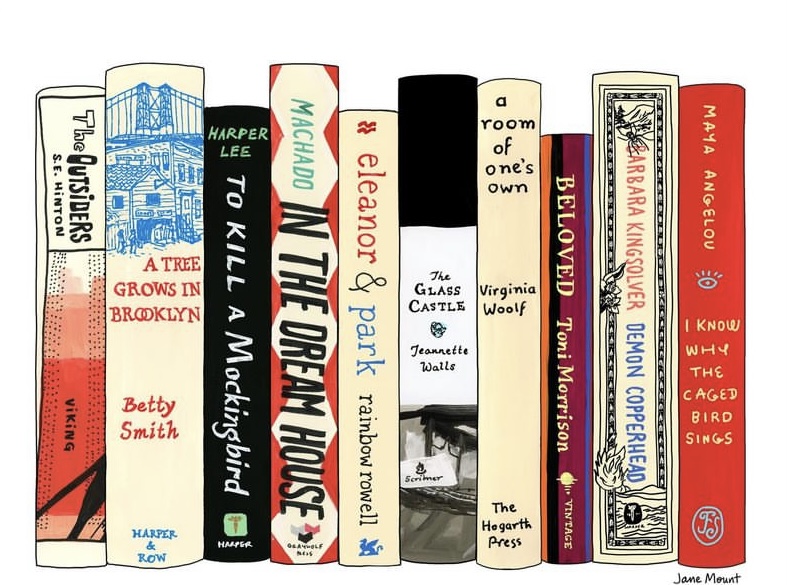 The OUTSIDERS
S.E. HINTON
VIKING
A TREE
GROWS IN
BROOKLYN
Betty
Smith
HARPER
&
ROW
HARPER
LEE
TO KILL A Mockingbird
HARPER
MACHADO
IN THE DREAM HOUSE
GRAYWOLF
PRESS
eleanor & park
rainbow rowell
The
GLASS
CASTLE
Jeannette
Walls
Scribner
a
room
of
one's
own
Virginia
Woolf
The
Hogarth
Press
BELOVED Toni Morrison
VINTAGE
BARBARA KINGSOLVER DEMON COPPERHEAD
HARPER
MAYA ANGELOU
I KNOW
WHY
THE
CAGED
BIRD
SINGS
Jane Mount